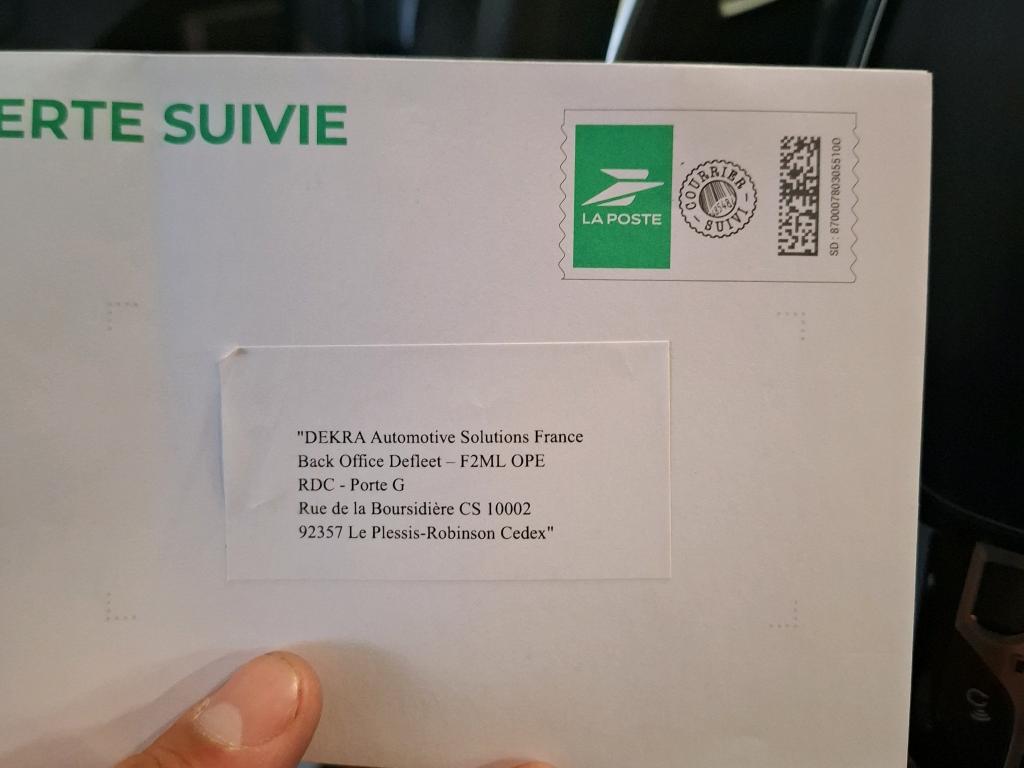 ERTE SUIVIE
LA POSTE
COURRIER
SUIVI
SD : 87000780305510D
"DEKRA Automotive Solutions France
Back Office Defleet – F2ML OPE
RDC - Porte G
Rue de la Boursidière CS 10002
92357 Le Plessis-Robinson Cedex"